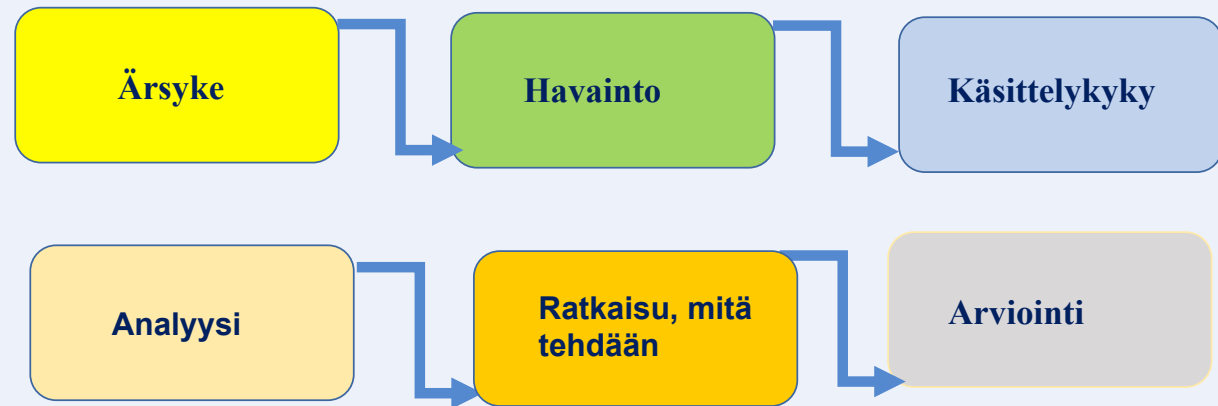 Ärsyke
Havainto
Käsittelykyky
Analyysi
Ratkaisu, mitä
tehdään
Arviointi